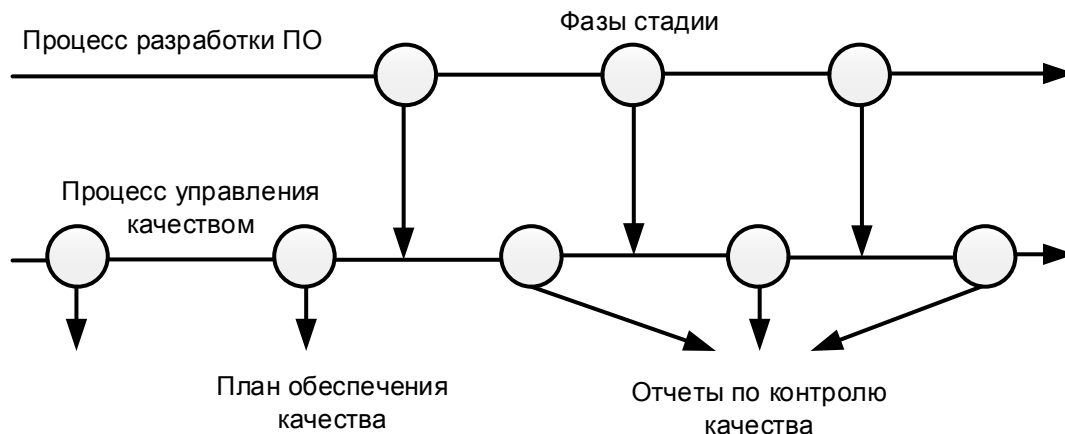 Процесс разработки ПО
Фазы стадии
Процесс управления
качеством
План обеспечения
качества
Отчеты по контролю
качества